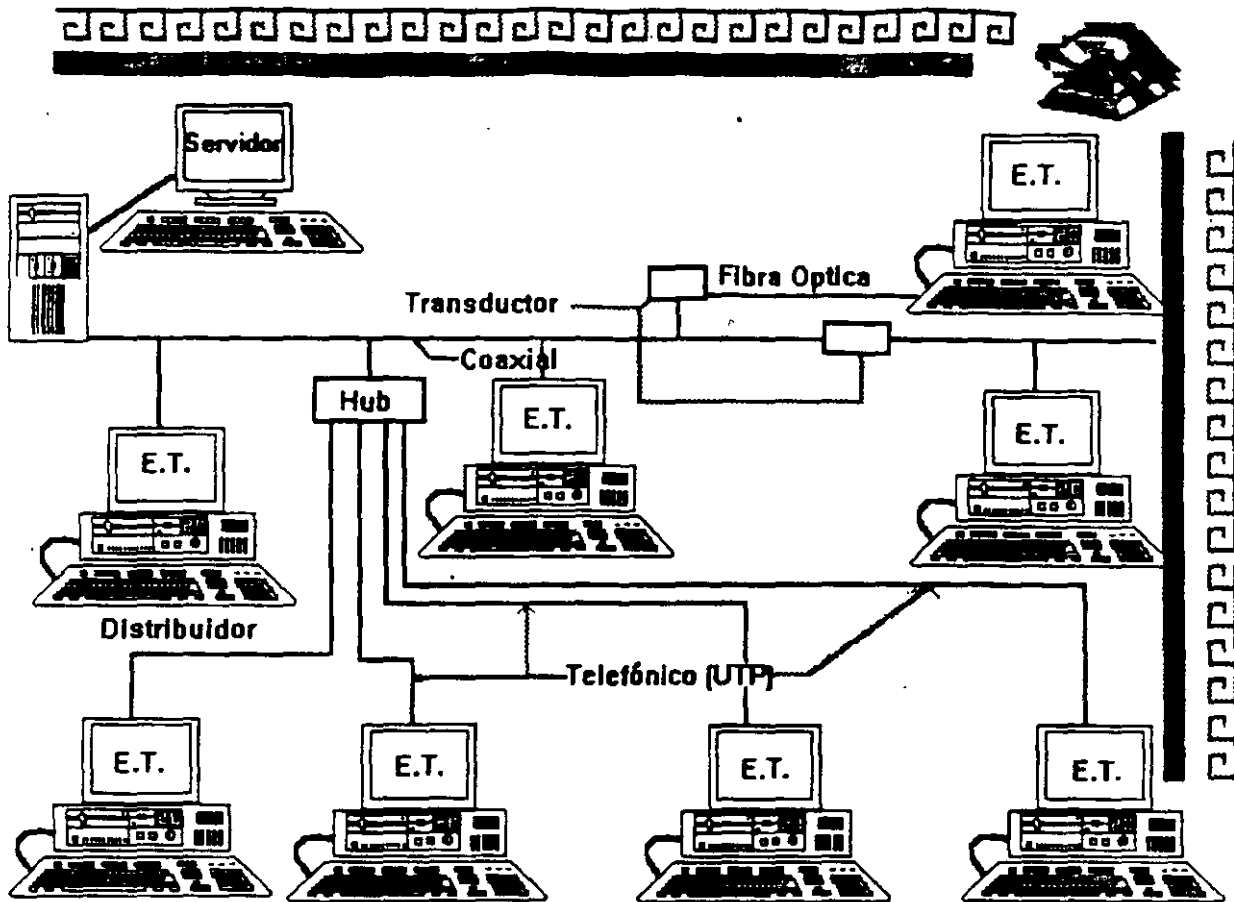 Servidor
E.T.
Fibra Optica
Transductor
Coaxial
Hub
E.T.
E.T.
E.T.
Distribuidor
Telefónico (UTP)
E.T.
E.T.
E.T.
E.T.